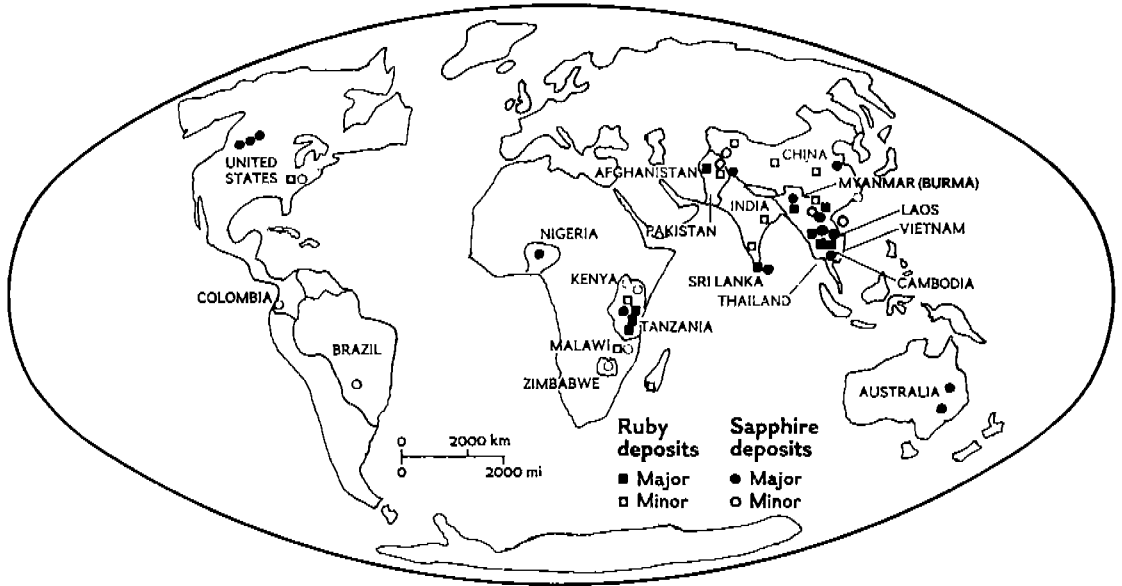 UNITED
STATES
COLOMBIA
BRAZIL
NIGERIA
KENYA
TANZANIA
MALAWI
ZIMBABWE
AFGHANISTAN
PAKISTAN
INDIA
CHINA
MYANMAR (BURMA)
LAOS
VIETNAM
CAMBODIA
SRI LANKA
THAILAND
AUSTRALIA
0 2000 km
0 2000 mi
Ruby
deposits
Major
Minor
Sapphire
deposits
Major
Minor